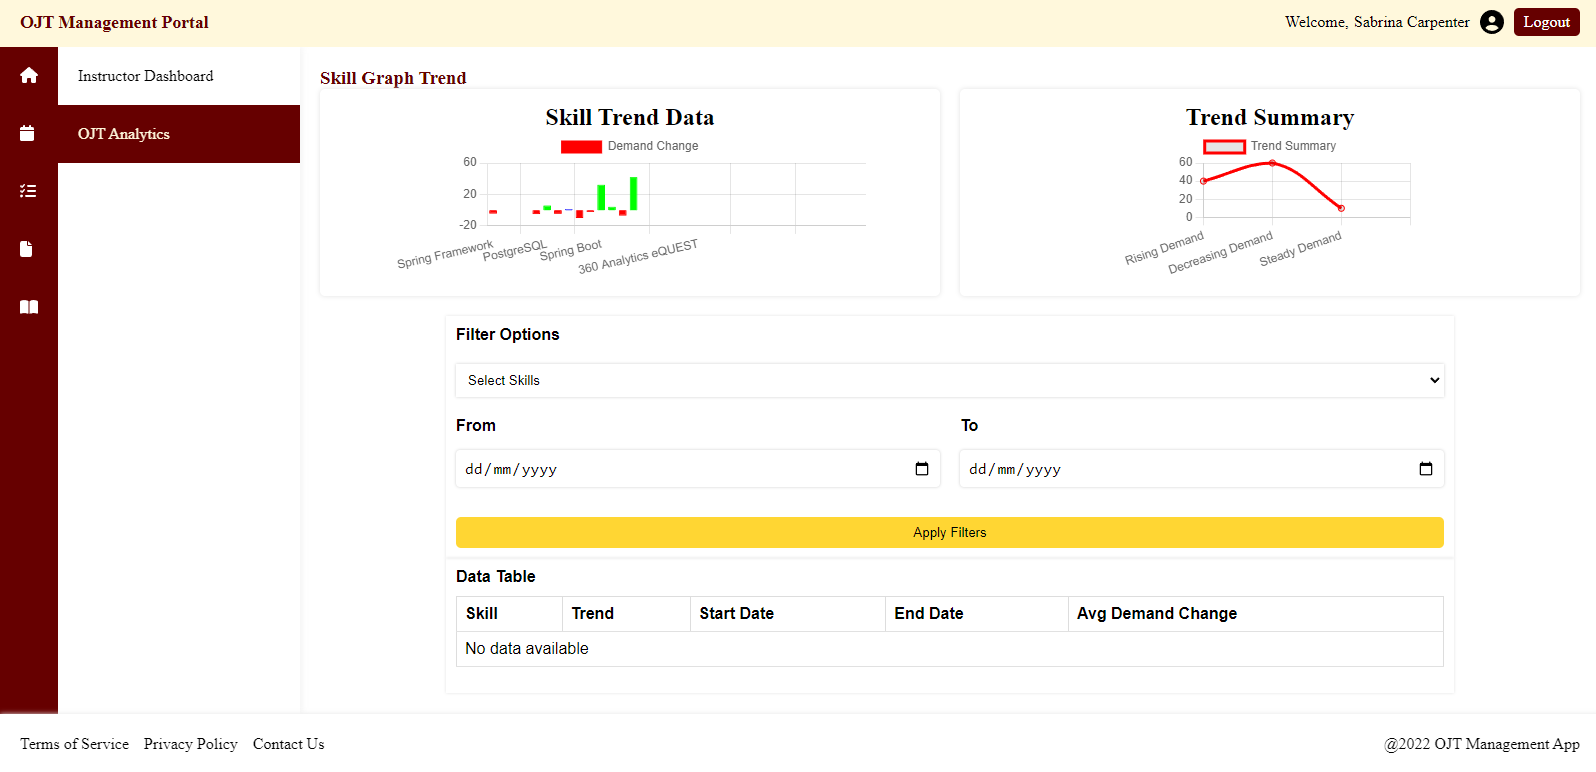 OJT Management Portal
Welcome, Sabrina Carpenter
Logout
Instructor Dashboard
OJT Analytics
Skill Graph Trend
Skill Trend Data
Demand Change
60
20
-20
Spring Framework
PostgreSQL
Spring Boot
360 Analytics eQUEST
Trend Summary
Trend Summary
60
40
20
0
Rising Demand
Decreasing Demand
Steady Demand
Filter Options
Select Skills
From To
dd/mm/yyyy dd/mm/yyyy
Apply Filters
Data Table
Skill Trend Start Date End Date Avg Demand Change
No data available
Terms of Service Privacy Policy Contact Us
@2022 OJT Management App